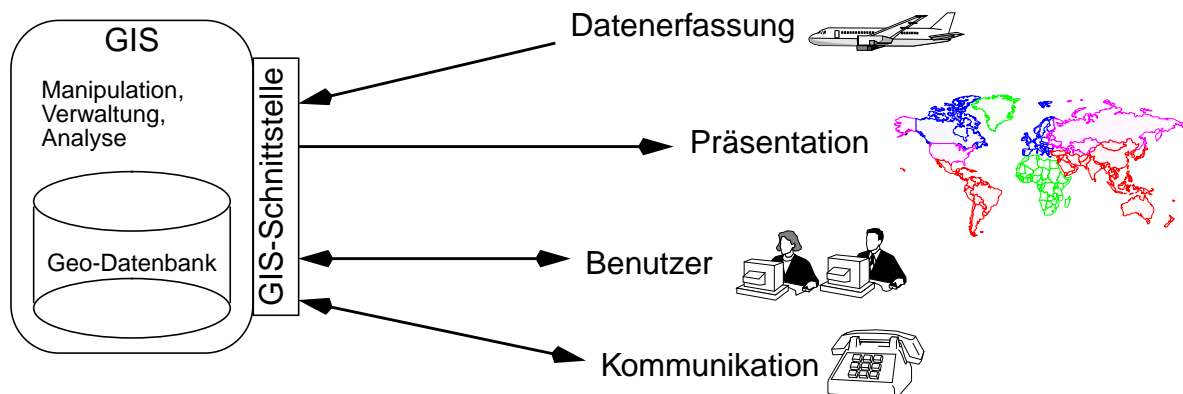 GIS
Manipulation,
Verwaltung,
Analyse
Geo-Datenbank
GIS-Schnittstelle
Datenerfassung
Präsentation
Benutzer
Kommunikation